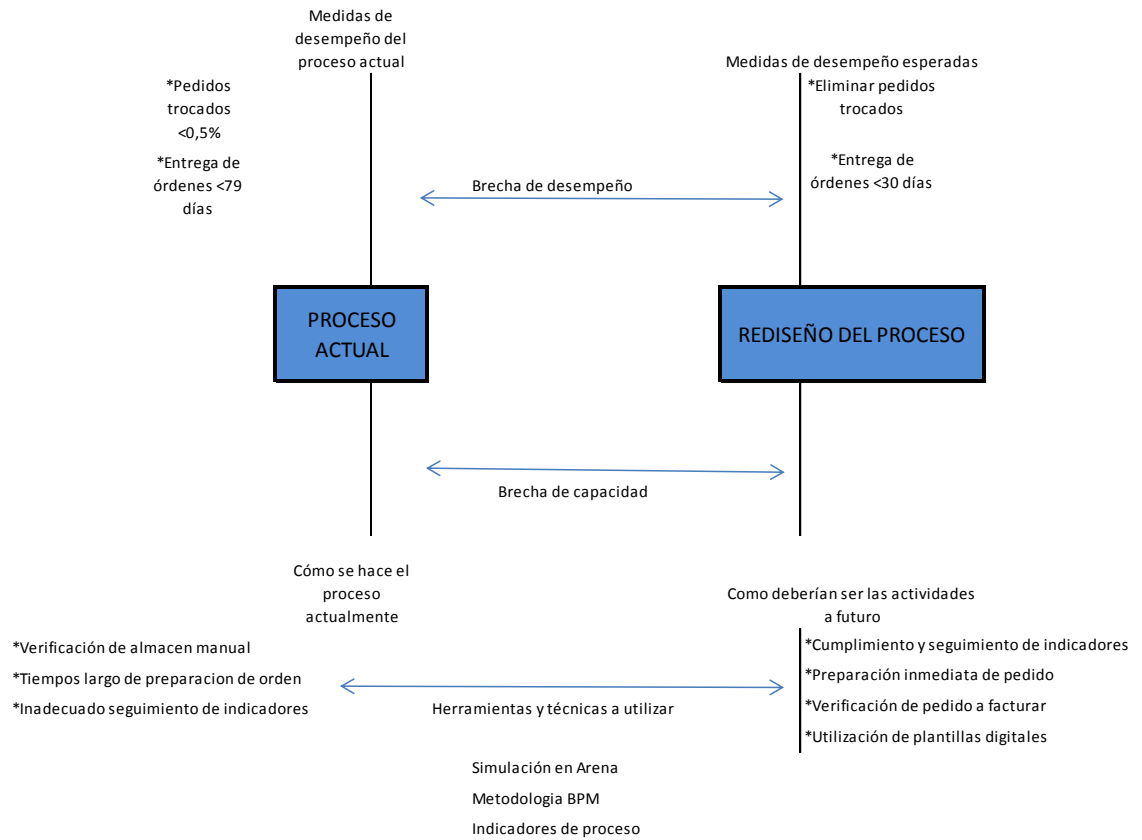 Medidas de
desempeño del
proceso actual
Medidas de desempeño esperadas
*Pedidos
trocados
<0,5%
*Entrega de
órdenes <79
días
*Eliminar pedidos
trocados
*Entrega de
órdenes <30 días
Brecha de desempeño
PROCESO
ACTUAL
REDISEÑO DEL PROCESO
Brecha de capacidad
Cómo se hace el
proceso
actualmente
Como deberían ser las actividades
a futuro
*Verificación de almacen manual
*Tiempos largo de preparacion de orden
*Inadecuado seguimiento de indicadores
Herramientas y técnicas a utilizar
*Cumplimiento y seguimiento de indicadores
*Preparación inmediata de pedido
*Verificación de pedido a facturar
*Utilización de plantillas digitales
Simulación en Arena
Metodologia BPM
Indicadores de proceso